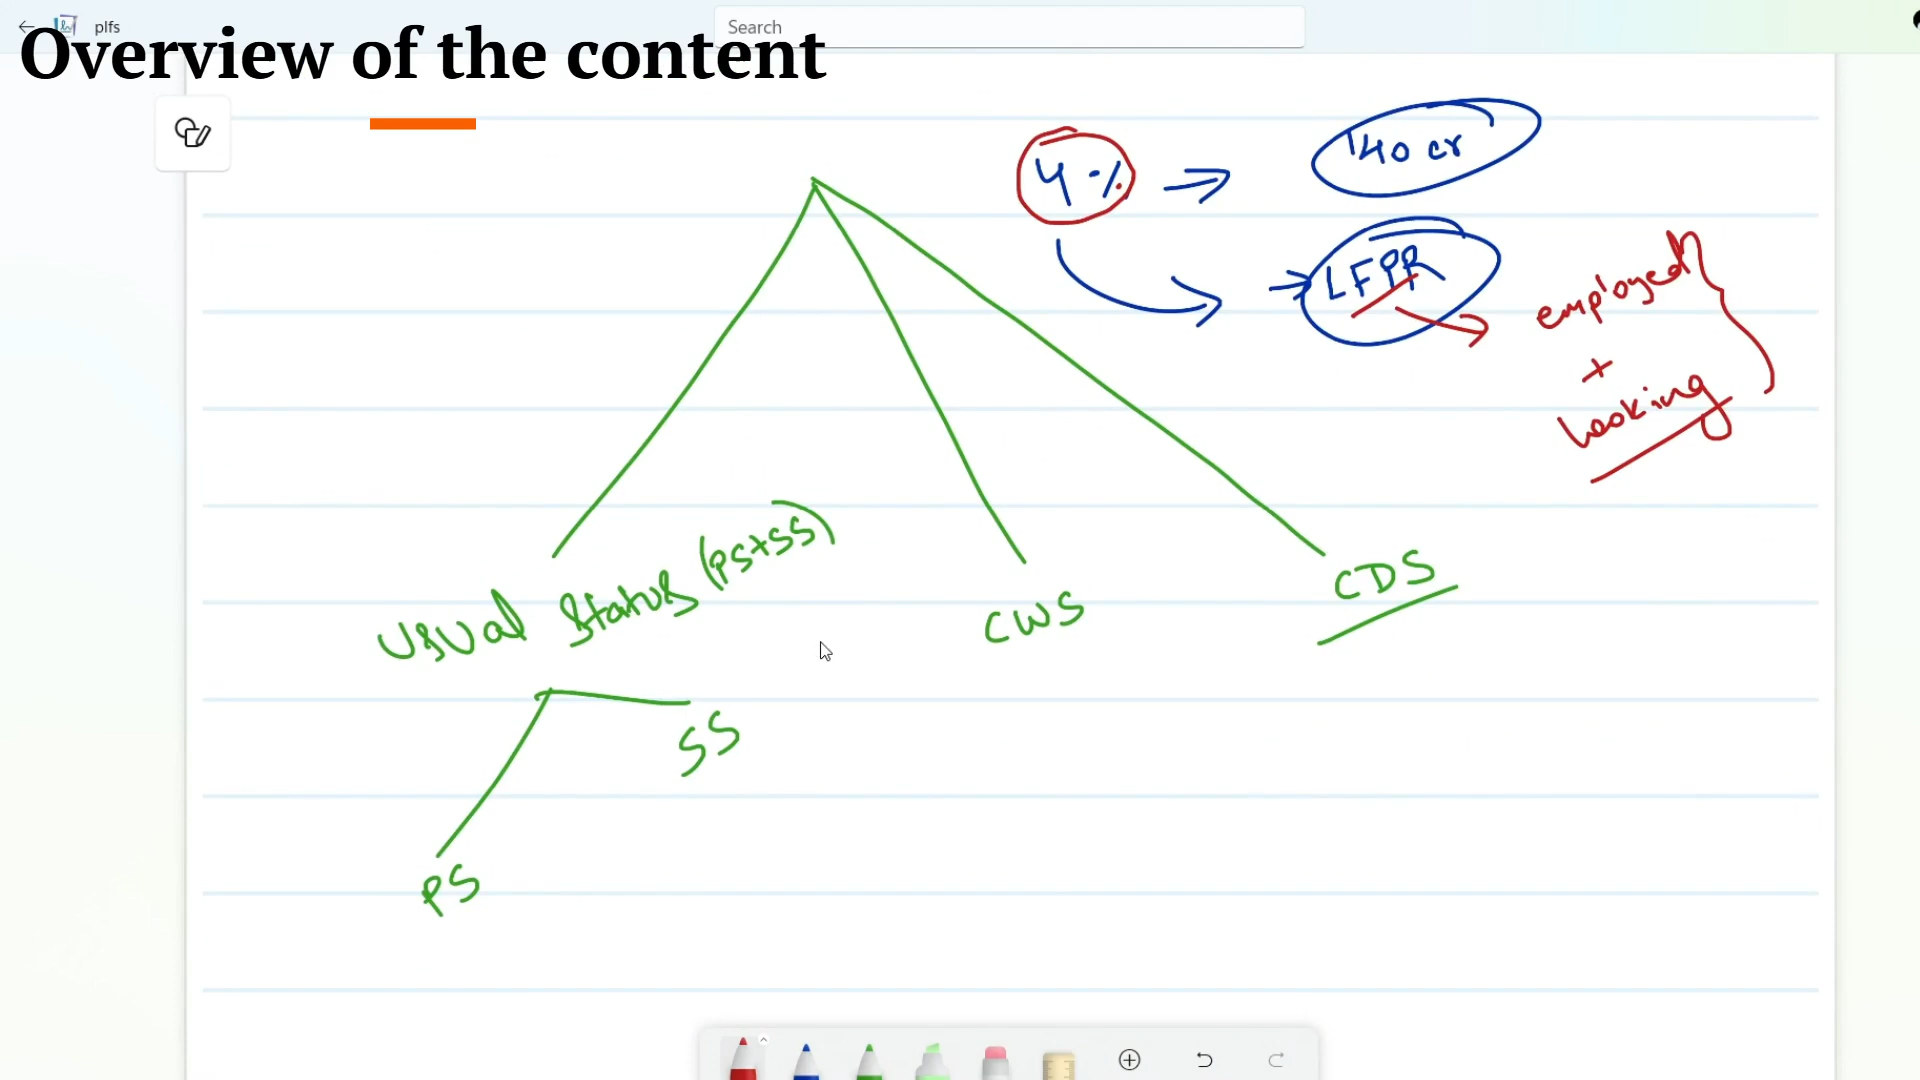 plfs
Search
Overview of the content
4 %
140 cr
LFPR
employed
+
Looking
Usual Status (PS+SS)
CWS
CDS
SS
PS